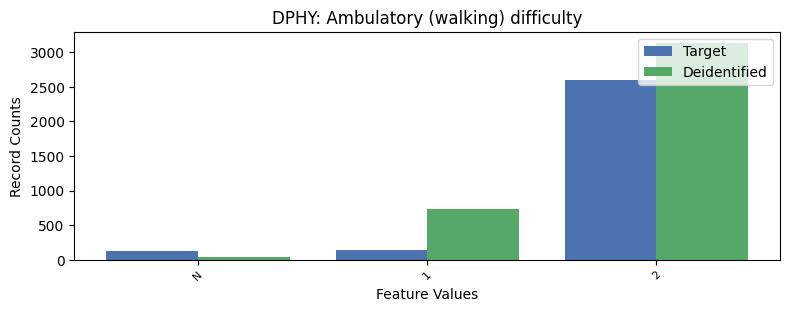 DPHY: Ambulatory (walking) difficulty
Target
Deidentified
Record Counts
3000
2500
2000
1500
1000
500
0
N
1
2
Feature Values